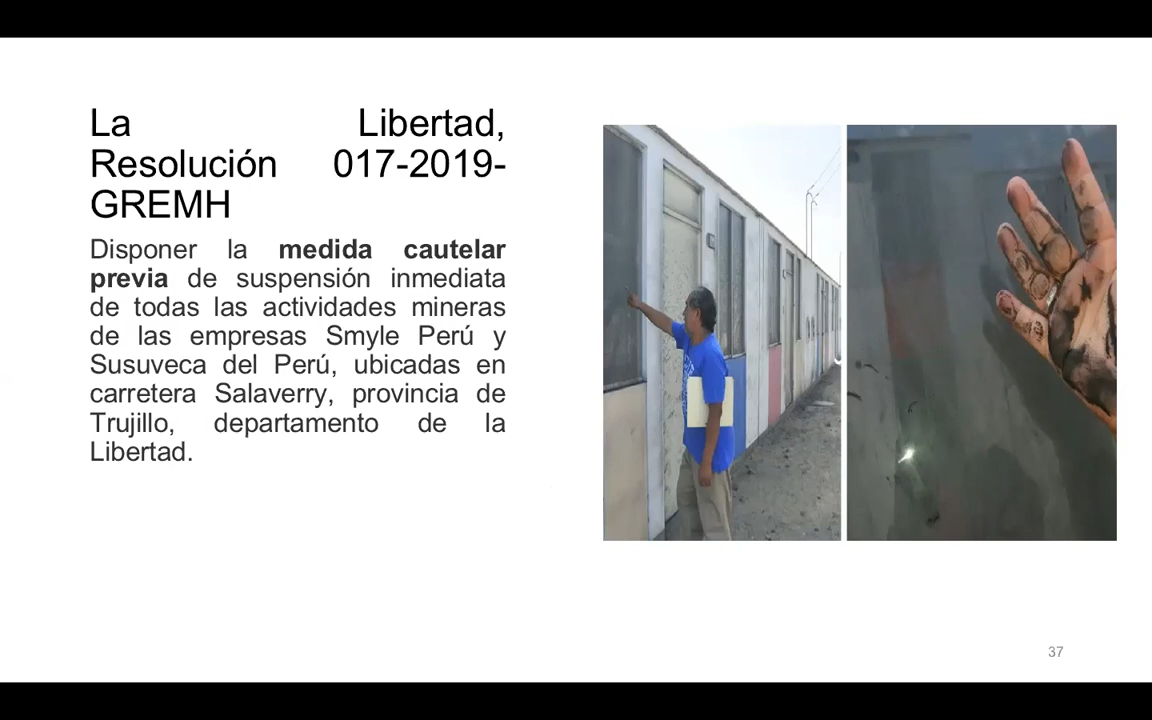 La Libertad,
Resolución 017-2019-
GREMH
Disponer la medida cautelar
previa de suspensión inmediata
de todas las actividades mineras
de las empresas Smyle Perú y
Susuveca del Perú, ubicadas en
carretera Salaverry, provincia de
Trujillo, departamento de la
Libertad.
37